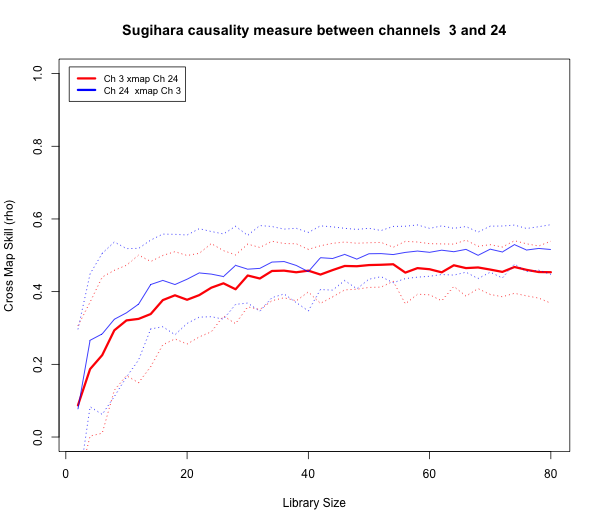 Sugihara causality measure between channels  3 and 24
Ch 3 xmap Ch 24
Ch 24  xmap Ch 3
Cross Map Skill (rho)
1.0
0.8
0.6
0.4
0.2
0.0
0 20 40 60 80
Library Size